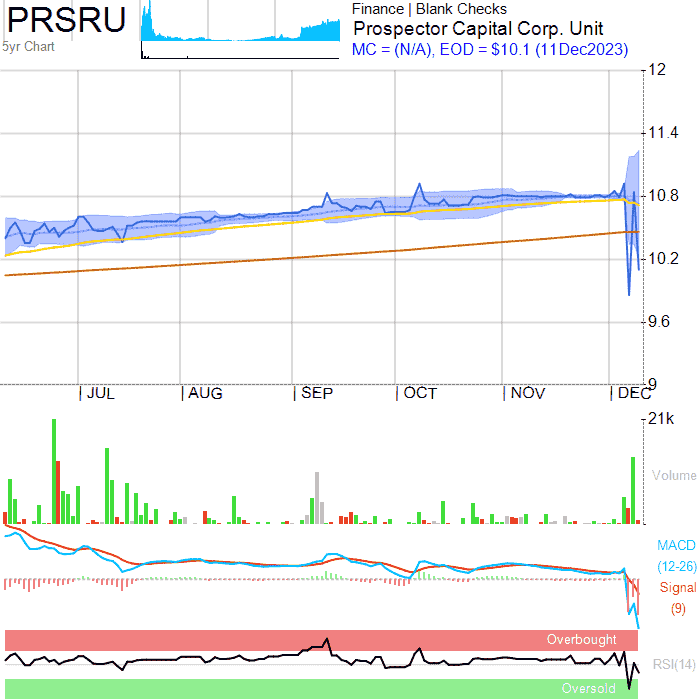 PRSRU
5yr Chart
Finance | Blank Checks
Prospector Capital Corp. Unit
MC = (N/A), EOD = $10.1 (11Dec2023)
12
11.4
10.8
10.2
9.6
9
JUL AUG SEP OCT NOV DEC
21k
Volume
MACD
(12-26)
Signal
(9)
Overbought
RSI(14)
Oversold